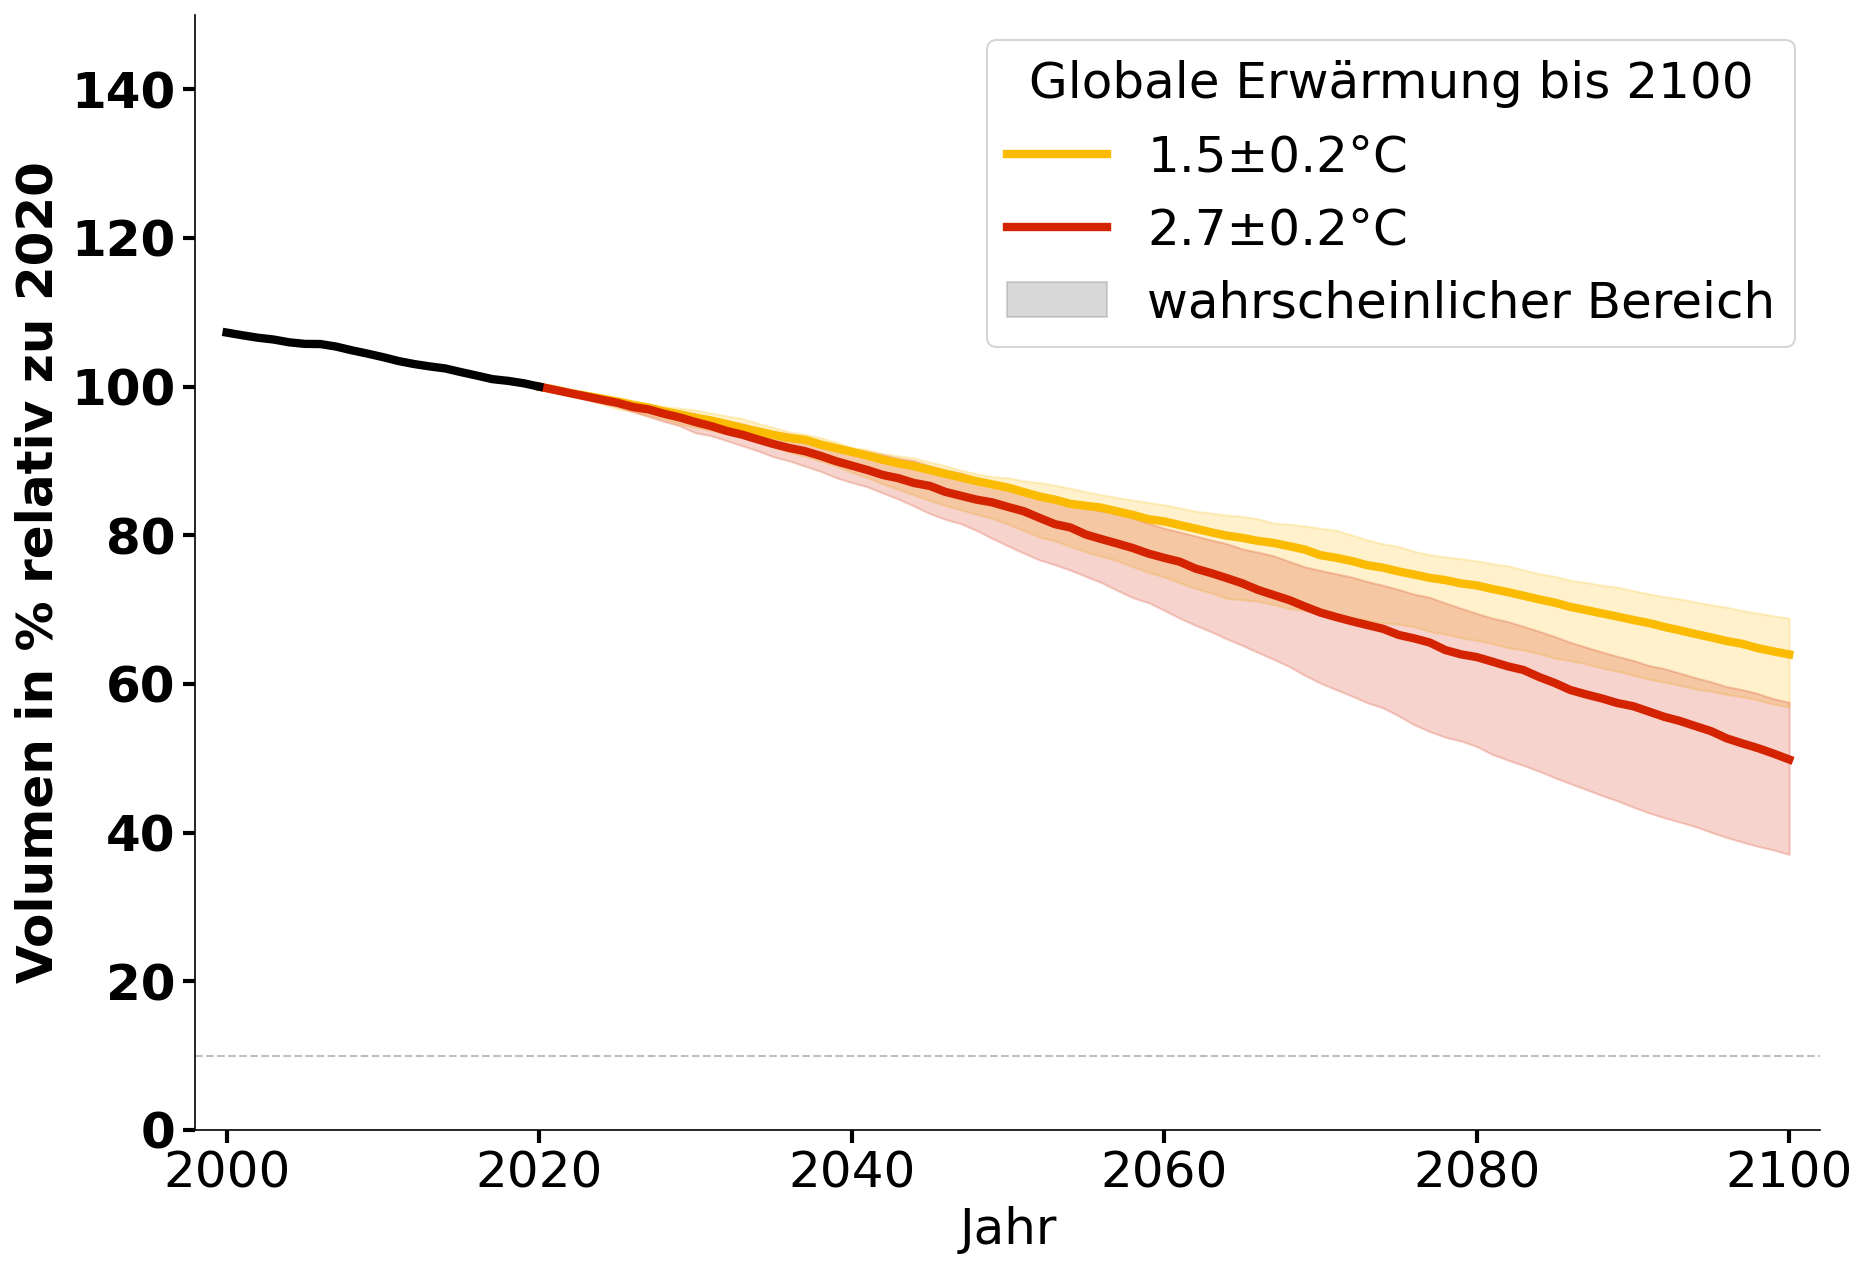 Volumen in % relativ zu 2020
140
120
100
80
60
40
20
0
Globale Erwärmung bis 2100
1.5±0.2°C
2.7±0.2°C
wahrscheinlicher Bereich
2000 2020 2040 2060 2080 2100
Jahr